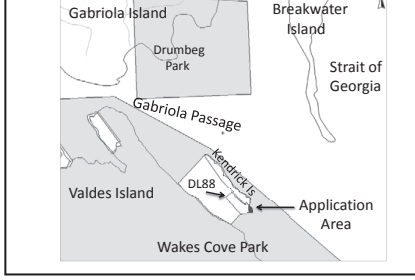 Gabriola Island
Breakwater
Island
Drumbeg
Park
Strait of
Georgia
Gabriola Passage
Kendrick Is
DL88
Valdes Island
Application
Area
Wakes Cove Park